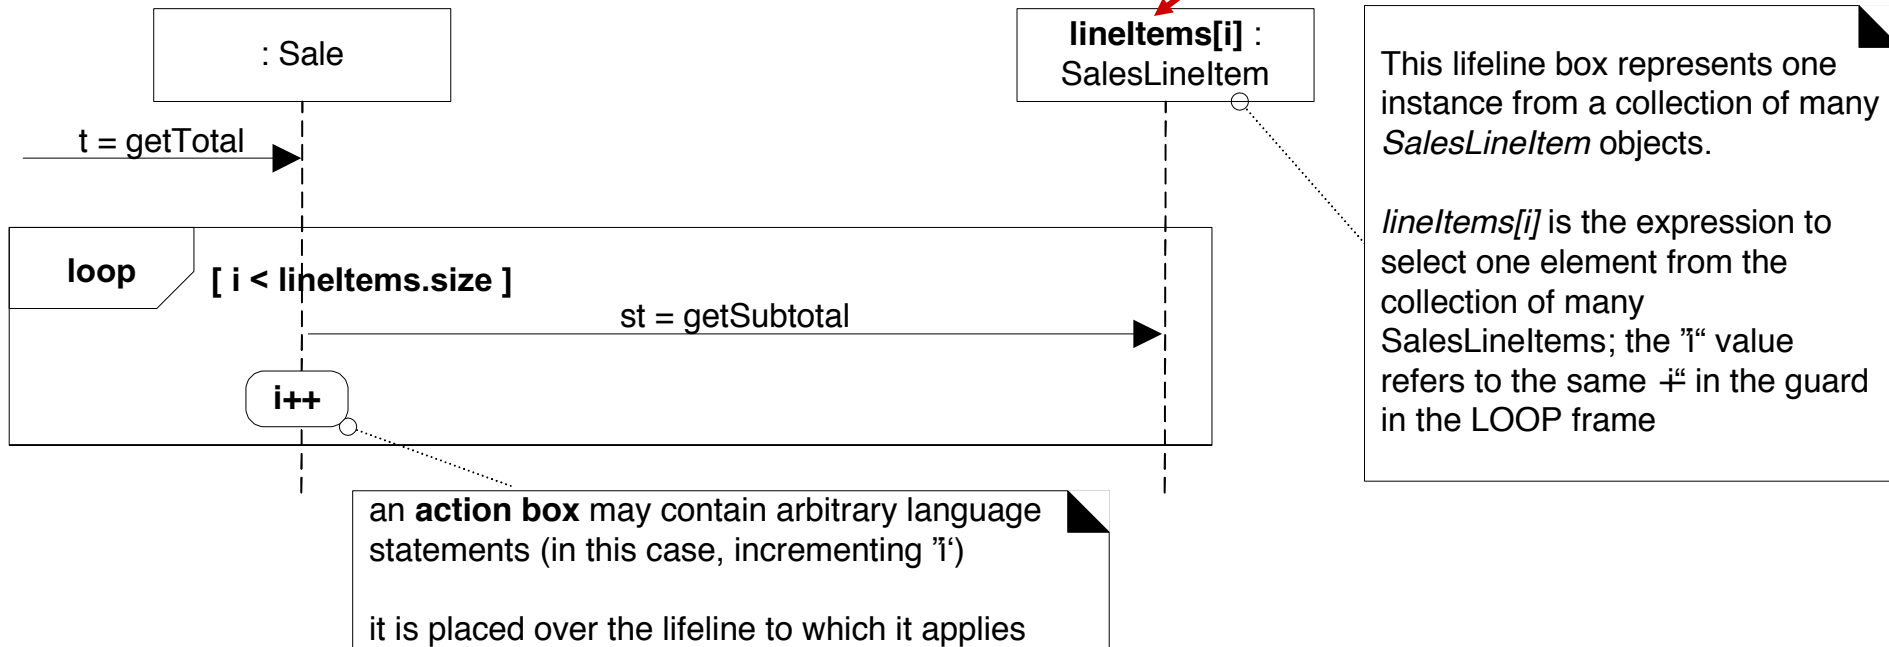 : Sale
lineItems[i] :
SalesLineItem
t = getTotal
loop
[ i < lineItems.size ]
st = getSubtotal
i++
This lifeline box represents one
instance from a collection of many
SalesLineItem objects.
lineItems[i] is the expression to
select one element from the
collection of many
SalesLineItems; the ”i“ value
refers to the same i“ in the guard
in the LOOP frame
an action box may contain arbitrary language
statements (in this case, incrementing ”i‘)
it is placed over the lifeline to which it applies